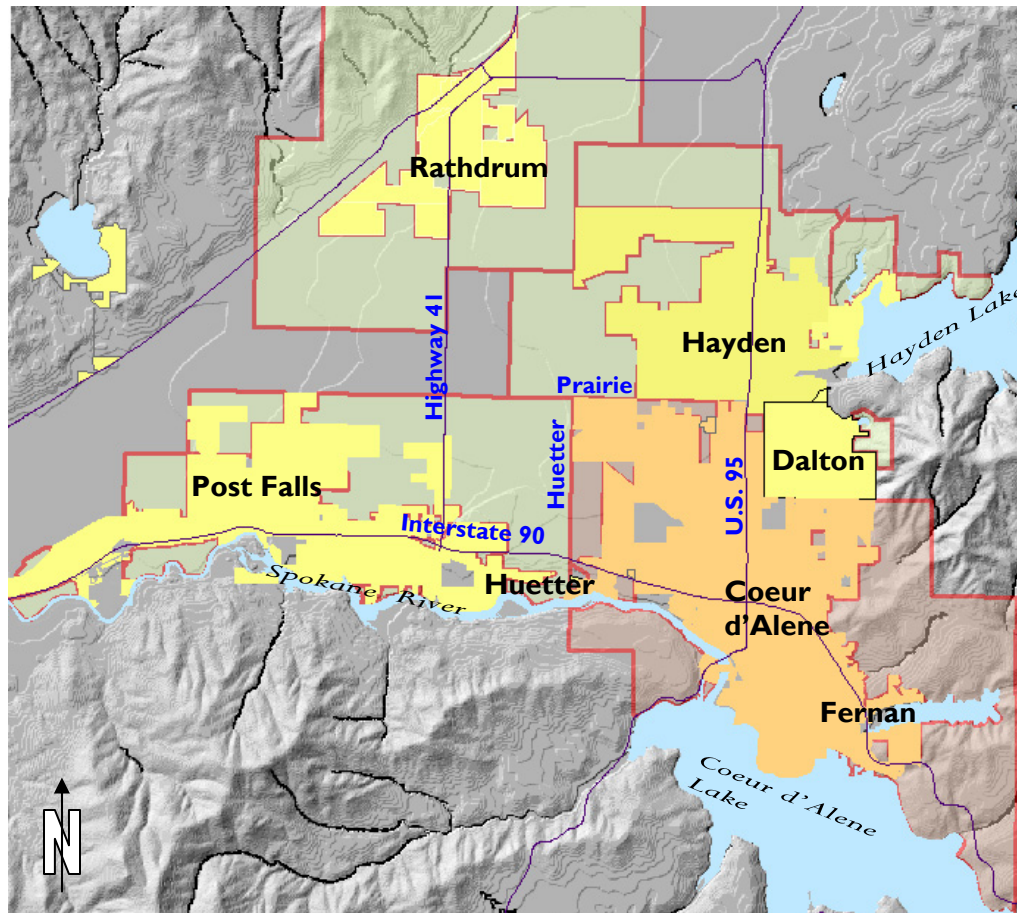 Rathdrum
Highway 41
Hayden
Hayden Lake
Prairie
Huetter
U.S. 95
Dalton
Post Falls
Interstate 90
Spokane River
Huetter
Coeur
d'Alene
Fernan
Coeur d'Alene
Lake
N